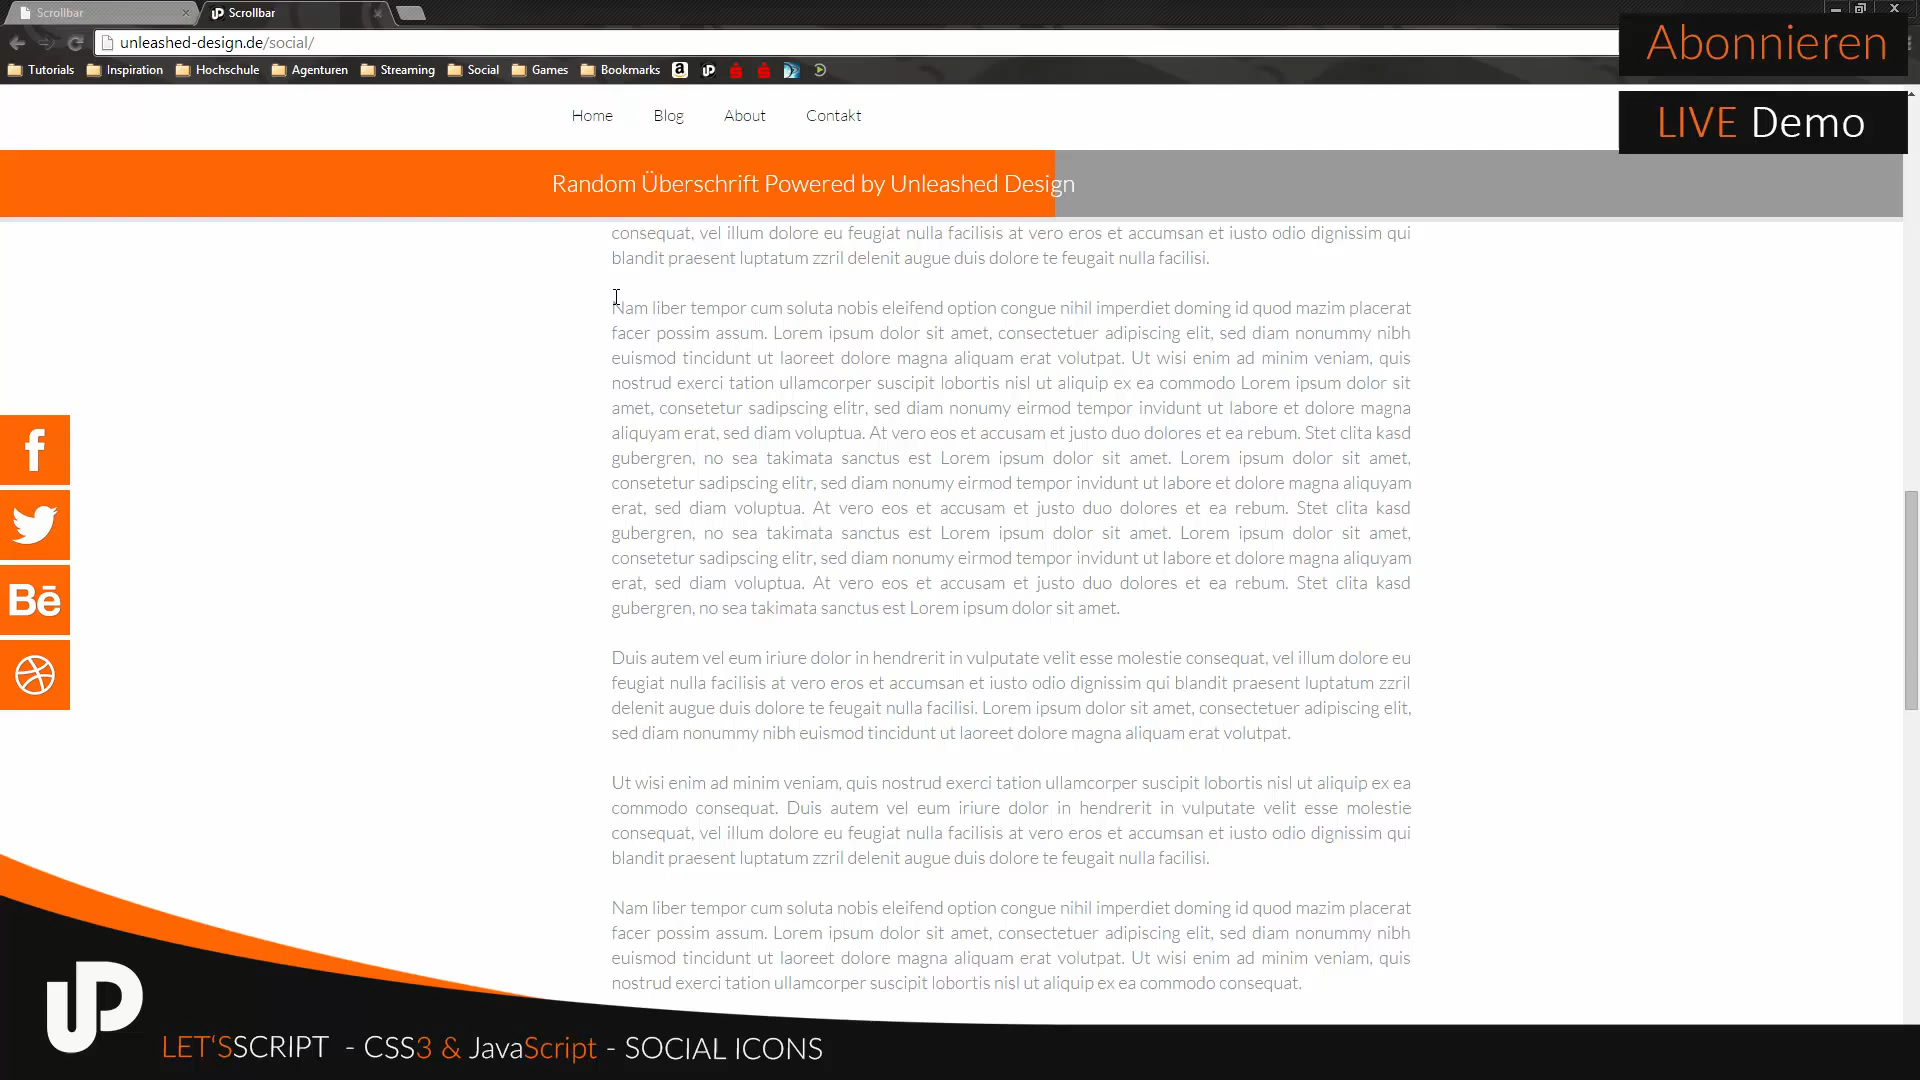 Scrollbar
Scrollbar
unleashed-design.de/social/
Tutorials Inspiration Hochschule Agenturen Streaming Social Games Bookmarks
Abonnieren
LIVE Demo
Home Blog About Contakt
Random Überschrift Powered by Unleashed Design
consequat, vel illum dolore eu feugiat nulla facilisis at vero eros et accumsan et iusto odio dignissim qui
blandit praesent luptatum zzril delenit augue duis dolore te feugait nulla facilisi.
Nam liber tempor cum soluta nobis eleifend option congue nihil imperdiet doming id quod mazim placerat
facer possim assum. Lorem ipsum dolor sit amet, consectetuer adipiscing elit, sed diam nonummy nibh
euismod tincidunt ut laoreet dolore magna aliquam erat volutpat. Ut wisi enim ad minim veniam, quis
nostrud exerci tation ullamcorper suscipit lobortis nisl ut aliquip ex ea commodo Lorem ipsum dolor sit
amet, consetetur sadipscing elitr, sed diam nonumy eirmod tempor invidunt ut labore et dolore magna
aliquyam erat, sed diam voluptua. At vero eos et accusam et justo duo dolores et ea rebum. Stet clita kasd
gubergren, no sea takimata sanctus est Lorem ipsum dolor sit amet. Lorem ipsum dolor sit amet,
consetetur sadipscing elitr, sed diam nonumy eirmod tempor invidunt ut labore et dolore magna aliquyam
erat, sed diam voluptua. At vero eos et accusam et justo duo dolores et ea rebum. Stet clita kasd
gubergren, no sea takimata sanctus est Lorem ipsum dolor sit amet. Lorem ipsum dolor sit amet,
consetetur sadipscing elitr, sed diam nonumy eirmod tempor invidunt ut labore et dolore magna aliquyam
erat, sed diam voluptua. At vero eos et accusam et justo duo dolores et ea rebum. Stet clita kasd
gubergren, no sea takimata sanctus est Lorem ipsum dolor sit amet.
Duis autem vel eum iriure dolor in hendrerit in vulputate velit esse molestie consequat, vel illum dolore eu
feugiat nulla facilisis at vero eros et accumsan et iusto odio dignissim qui blandit praesent luptatum zzril
delenit augue duis dolore te feugait nulla facilisi. Lorem ipsum dolor sit amet, consectetuer adipiscing elit,
sed diam nonummy nibh euismod tincidunt ut laoreet dolore magna aliquam erat volutpat.
Ut wisi enim ad minim veniam, quis nostrud exerci tation ullamcorper suscipit lobortis nisl ut aliquip ex ea
commodo consequat. Duis autem vel eum iriure dolor in hendrerit in vulputate velit esse molestie
consequat, vel illum dolore eu feugiat nulla facilisis at vero eros et accumsan et iusto odio dignissim qui
blandit praesent luptatum zzril delenit augue duis dolore te feugait nulla facilisi.
Nam liber tempor cum soluta nobis eleifend option congue nihil imperdiet doming id quod mazim placerat
facer possim assum. Lorem ipsum dolor sit amet, consectetuer adipiscing elit, sed diam nonummy nibh
euismod tincidunt ut laoreet dolore magna aliquam erat volutpat. Ut wisi enim ad minim veniam, quis
nostrud exerci tation ullamcorper suscipit lobortis nisl ut aliquip ex ea commodo consequat.
Bē
LET'SSCRIPT - CSS3 & JavaScript - SOCIAL ICONS